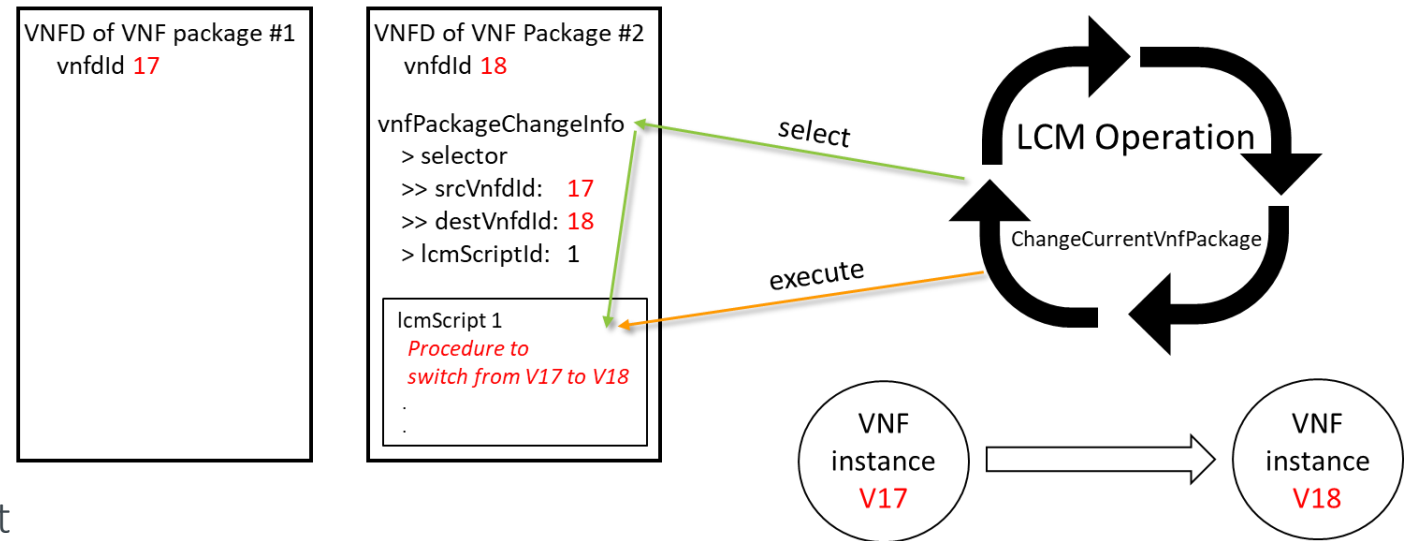 VNFD of VNF package #1
vnfdId 17
VNFD of VNF Package #2
vnfdId 18
vnfPackageChangeInfo
> selector
>> srcVnfdId: 17
>> destVnfdId: 18
> lcmScriptId: 1
lcmScript 1
Procedure to
switch from V17 to V18
.
.
select
execute
LCM Operation
ChangeCurrentVnfPackage
VNF
instance
V17
VNF
instance
V18
t